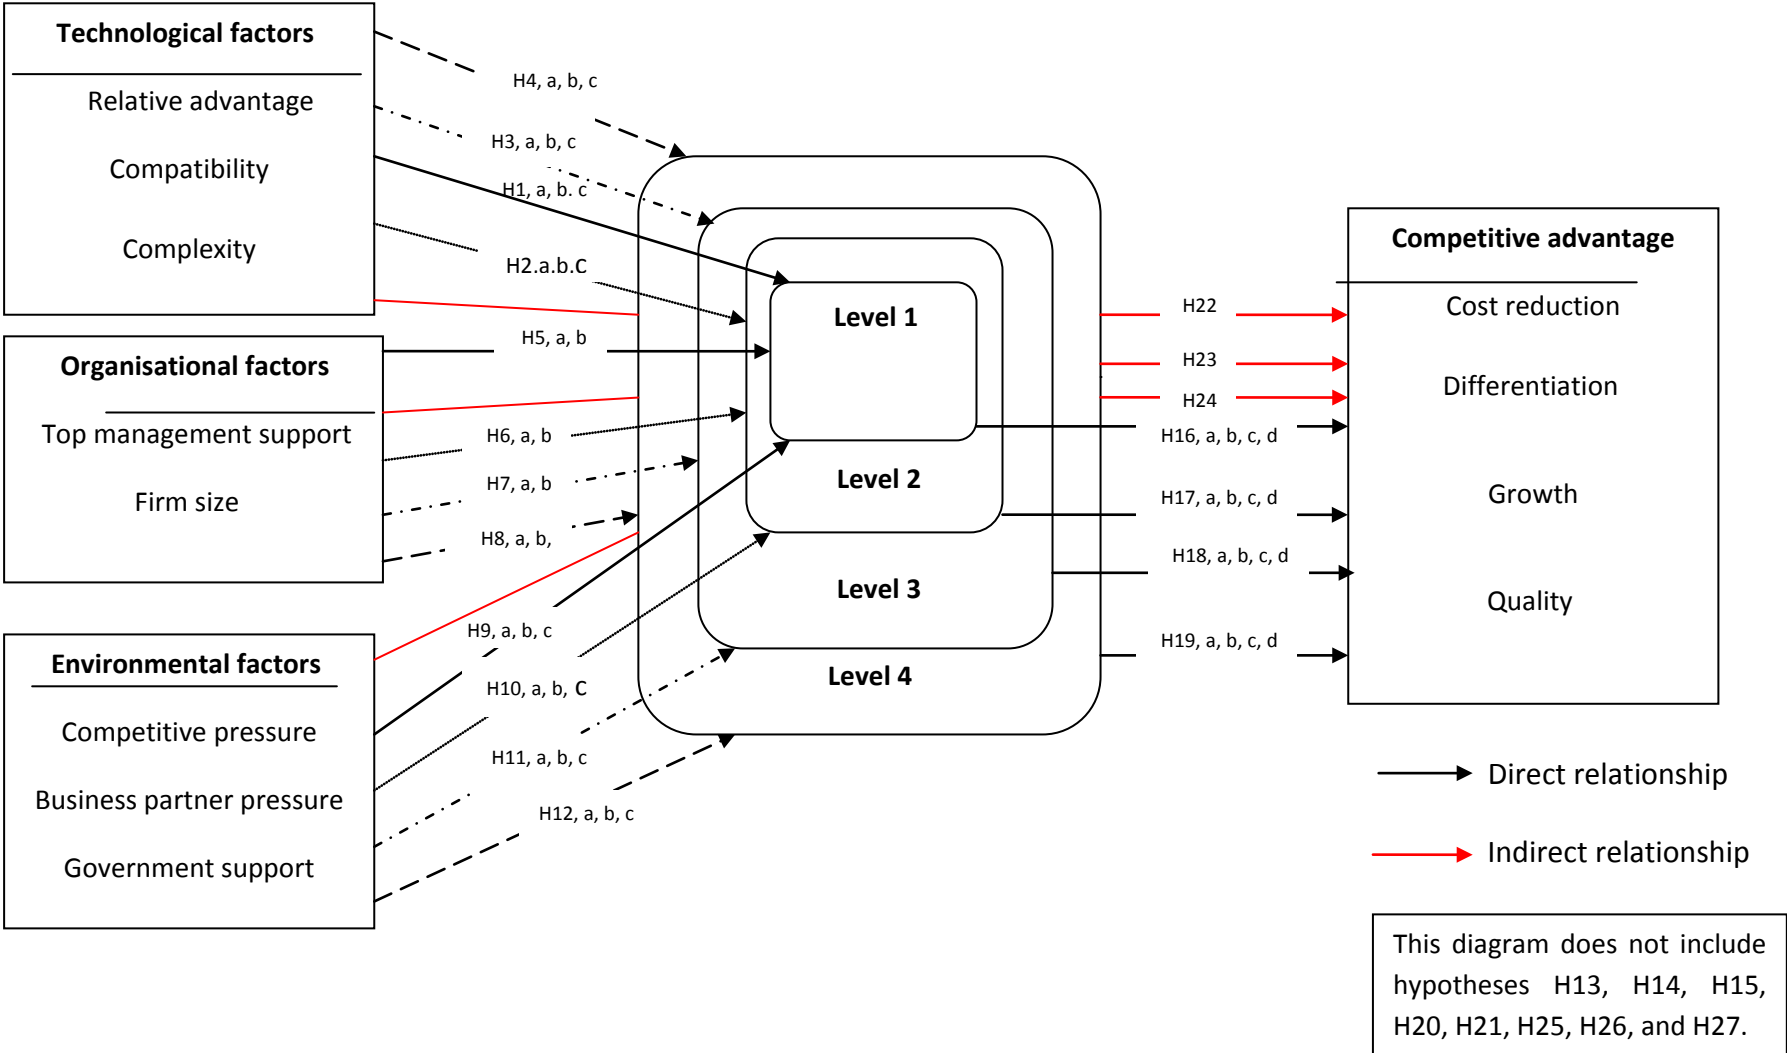 Technological factors
Relative advantage
Compatibility
Complexity
Organisational factors
Top management support
Firm size
Environmental factors
Competitive pressure
Business partner pressure
Government support
H4, a, b, c
H3, a, b, c
H1, a, b. c
H2.a.b.c
H5, a, b
H6, a, b
H7, a, b
H8, a, b,
H9, a, b, c
H10, a, b, c
H11, a, b, c
H12, a, b, c
Level 1
Level 2
Level 3
Level 4
H22
H23
H24
H16, a, b, c, d
H17, a, b, c, d
H18, a, b, c, d
H19, a, b, c, d
Competitive advantage
Cost reduction
Differentiation
Growth
Quality
Direct relationship
Indirect relationship
This diagram does not include
hypotheses H13, H14, H15,
H20, H21, H25, H26, and H27.